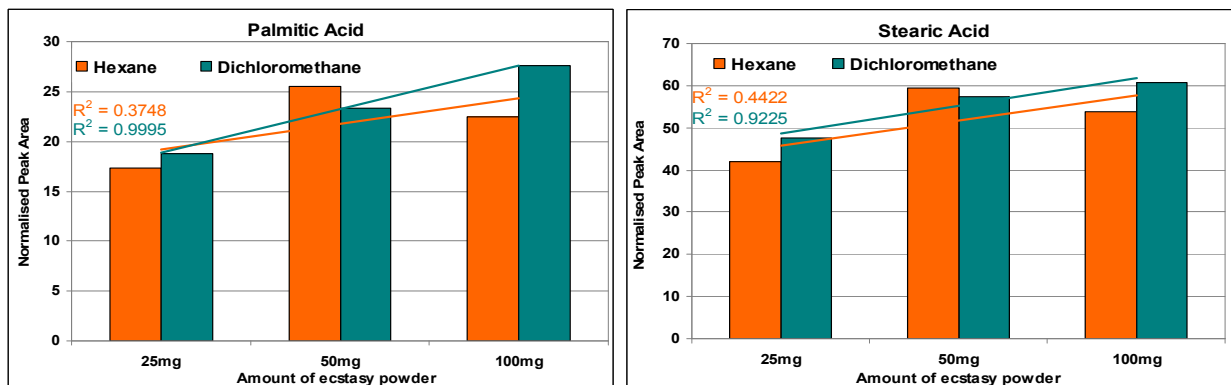 Palmitic Acid
30
25
20
15
10
5
0
Normalised Peak Area
Hexane Dichloromethane
R² = 0.3748
R² = 0.9995
25mg 50mg 100mg
Amount of ecstasy powder
Stearic Acid
70
60
50
40
30
20
10
0
Normalised Peak Area
Hexane Dichloromethane
R² = 0.4422
R² = 0.9225
25mg 50mg 100mg
Amount of ecstasy powder